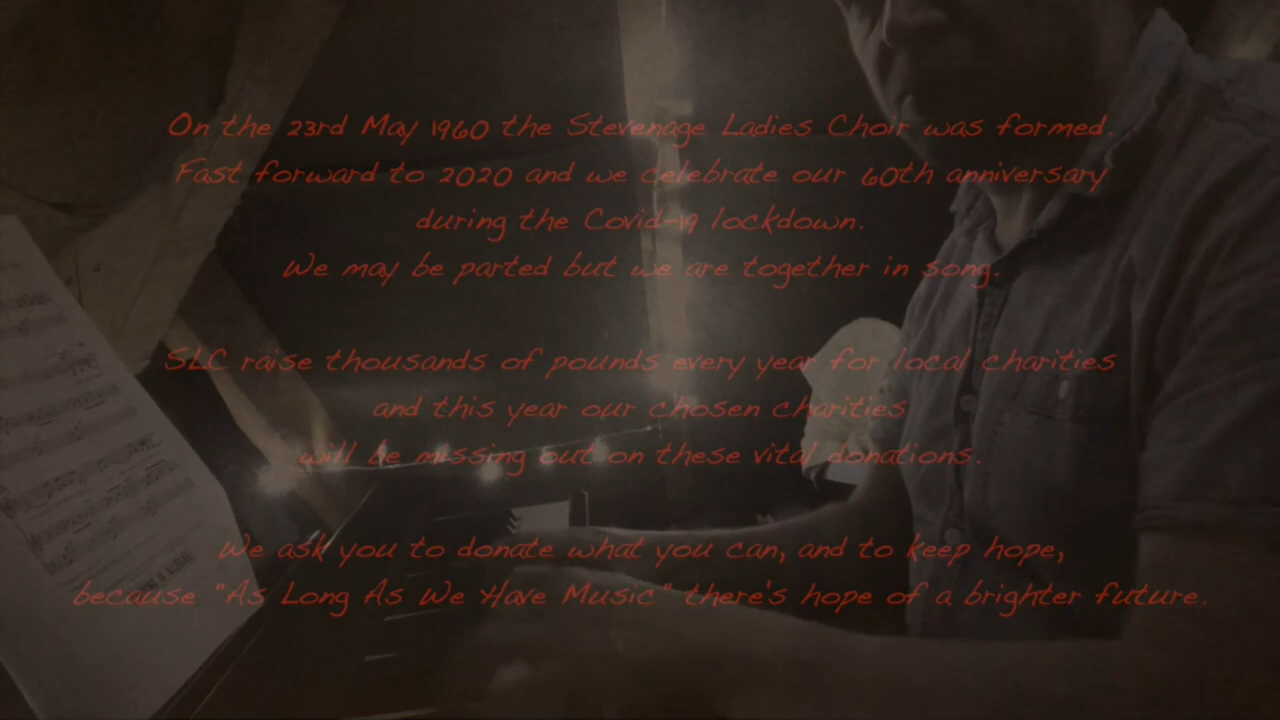 On the 23rd May 1960 the Stevenage Ladies Choir was formed.
Fast forward to 2020 and we celebrate our 60th anniversary
during the Covid-19 lockdown.
We may be parted but we are together in song.
SLC raise thousands of pounds every year for local charities
and this year our chosen charities
will be missing out on these vital donations.
We ask you to donate what you can, and to keep hope,
because "As Long As We Have Music" there's hope of a brighter future.